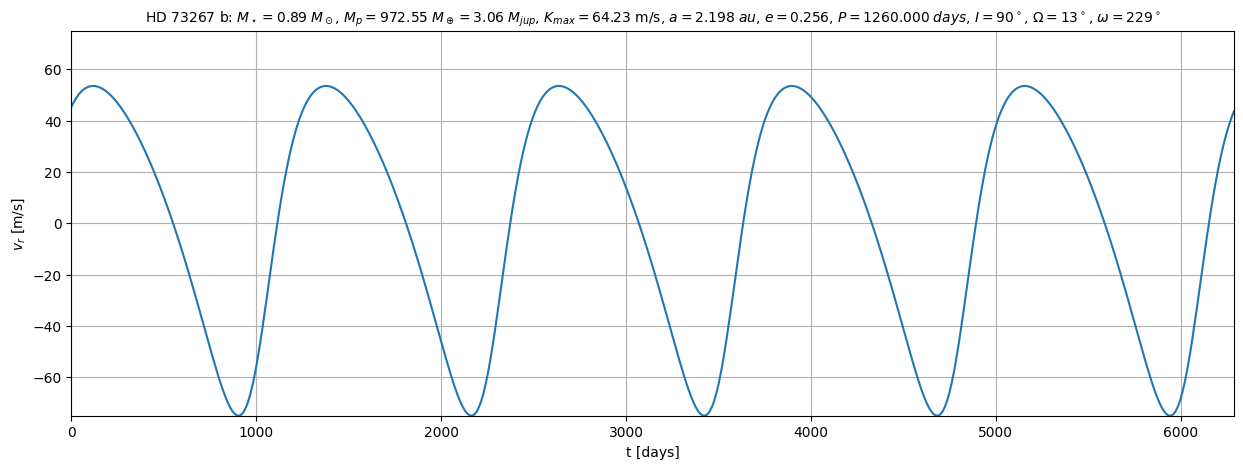 HD 73267 b: M⋆ = 0.89 M⊙, Mp = 972.55 M⊕ = 3.06 Mjup, Kmax = 64.23 m/s, a = 2.198 au, e = 0.256, P = 1260.000 days, I = 90°, Ω = 13°, ω = 229°
60
40
20
0
−20
−40
−60
vr [m/s]
0 1000 2000 3000 4000 5000 6000
t [days]